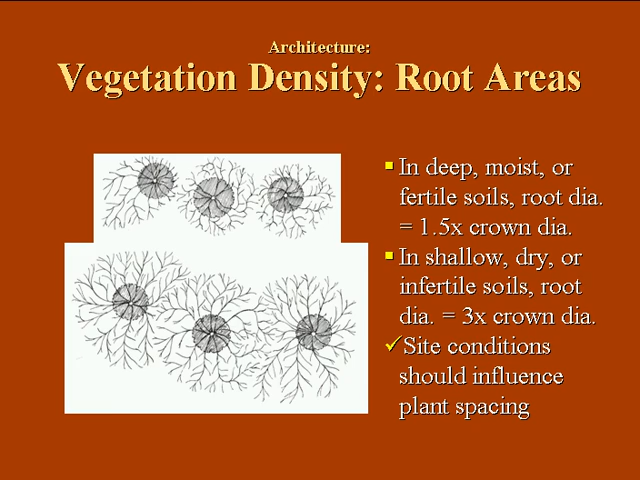 Architecture:
Vegetation Density: Root Areas
In deep, moist, or
fertile soils, root dia.
= 1.5x crown dia.
In shallow, dry, or
infertile soils, root
dia. = 3x crown dia.
Site conditions
should influence
plant spacing